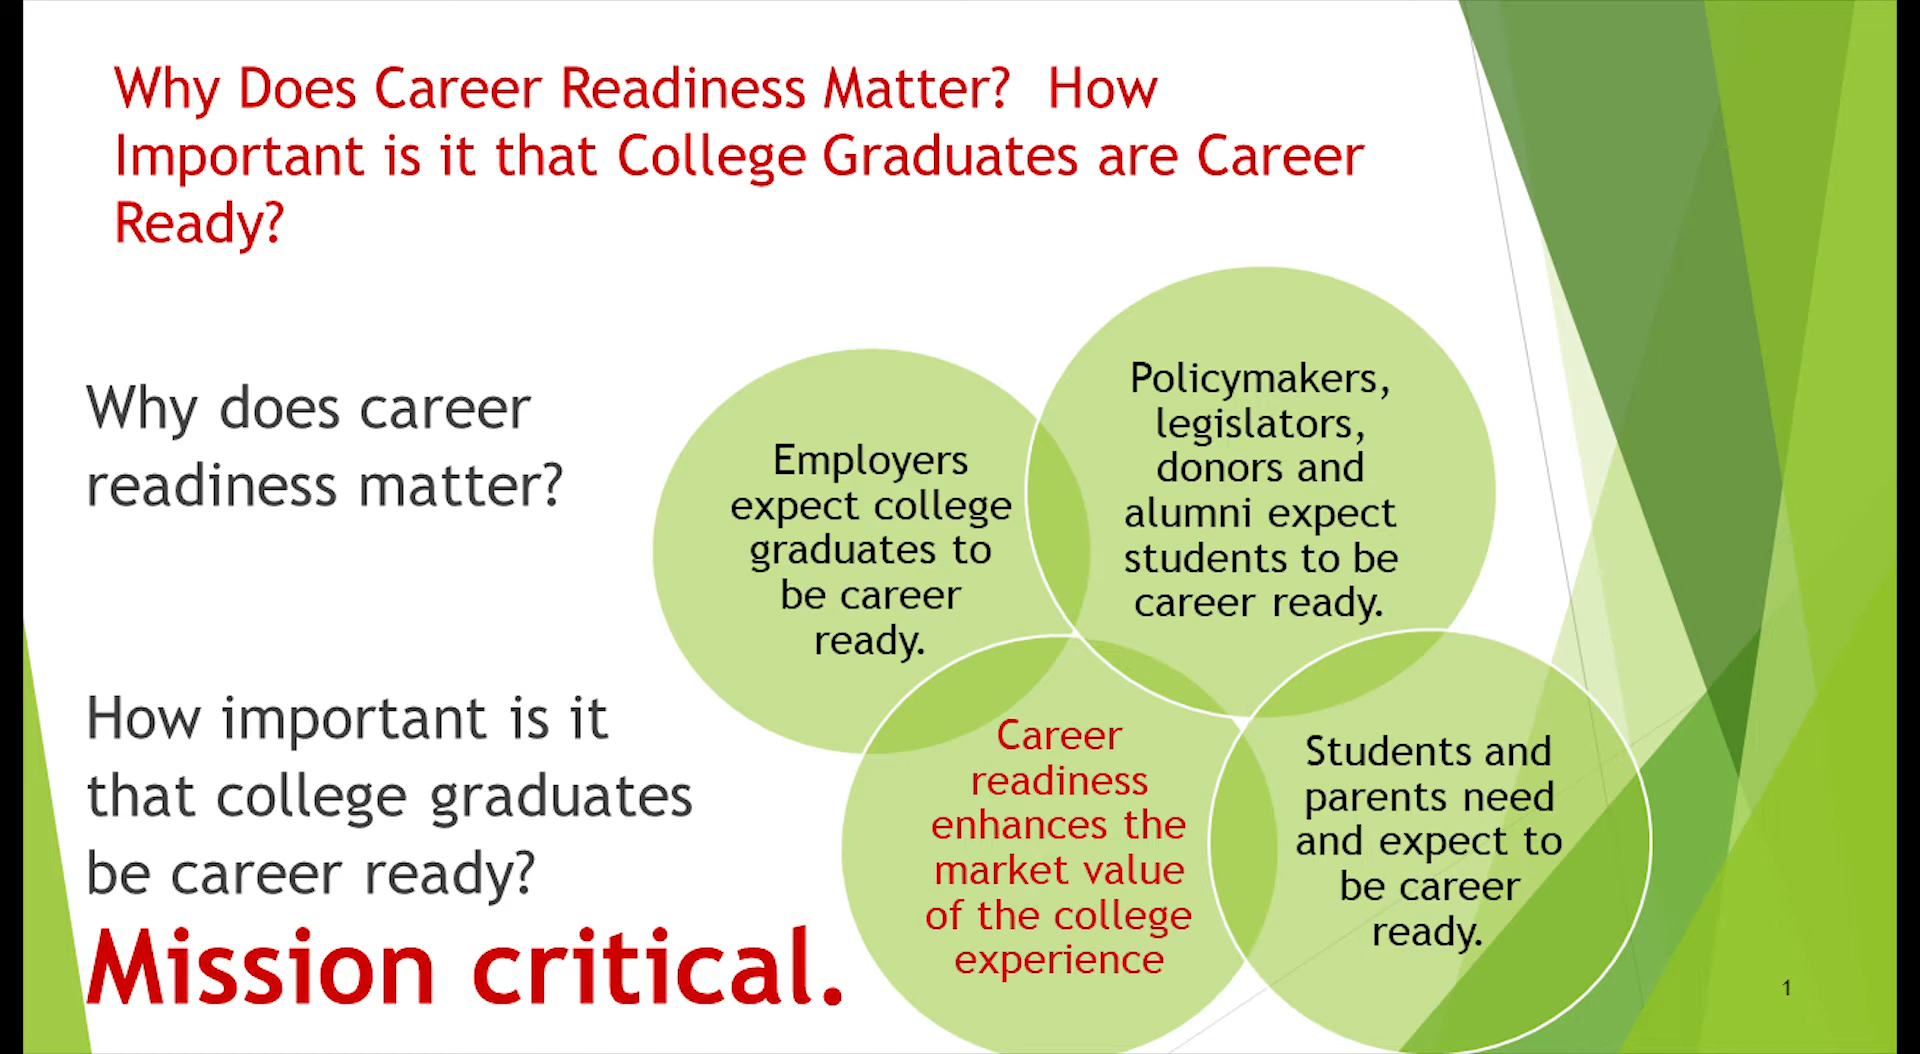 Why Does Career Readiness Matter?  How
Important is it that College Graduates are Career
Ready?
Why does career
readiness matter?
How important is it
that college graduates
be career ready?
Mission critical.
Employers
expect college
graduates to
be career
ready.
Policymakers,
legislators,
donors and
alumni expect
students to be
career ready.
Career
readiness
enhances the
market value
of the college
experience
Students and
parents need
and expect to
be career
ready.
1